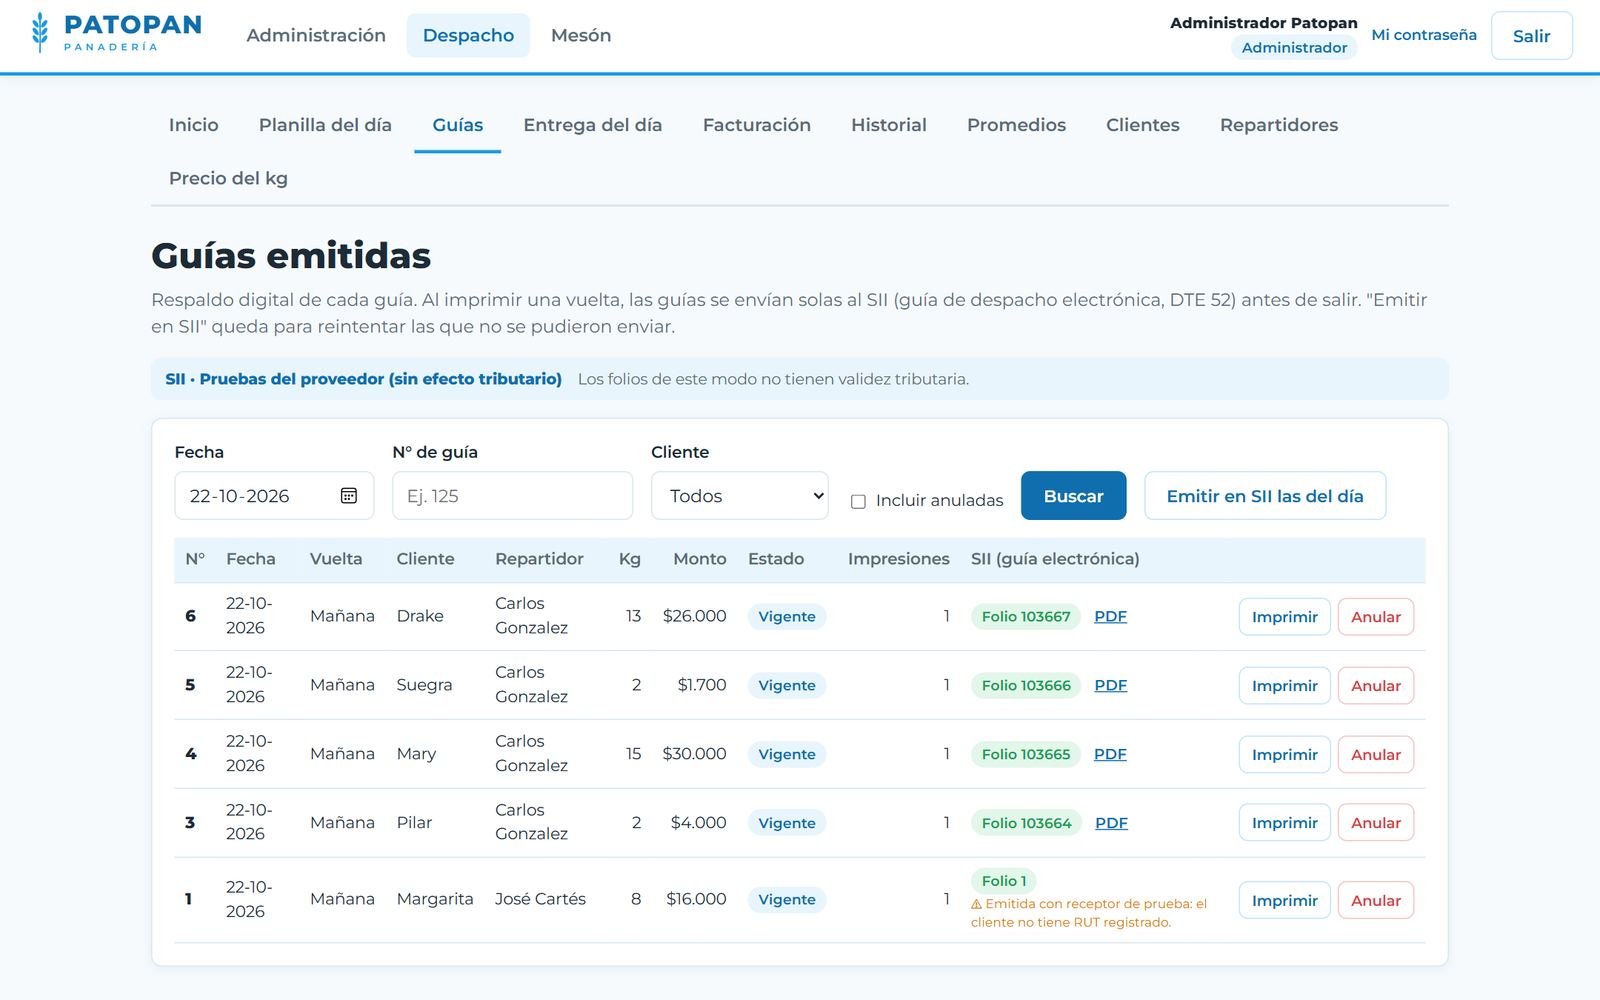 PATOPAN
PANADERÍA
Administración Despacho Mesón
Administrador Patopan
Administrador
Mi contraseña
Salir
Inicio Planilla del día Guías Entrega del día Facturación Historial Promedios Clientes Repartidores
Precio del kg
Guías emitidas
Respaldo digital de cada guía. Al imprimir una vuelta, las guías se envían solas al SII (guía de despacho electrónica, DTE 52) antes de salir. "Emitir
en SII" queda para reintentar las que no se pudieron enviar.
SII · Pruebas del proveedor (sin efecto tributario) Los folios de este modo no tienen validez tributaria.
Fecha N° de guía Cliente
22-10-2026 Ej. 125 Todos Incluir anuladas Buscar Emitir en SII las del día
N° Fecha Vuelta Cliente Repartidor Kg Monto Estado Impresiones SII (guía electrónica)
6 22-10-2026 Mañana Drake Carlos Gonzalez 13 $26.000 Vigente 1 Folio 103667 PDF Imprimir Anular
5 22-10-2026 Mañana Suegra Carlos Gonzalez 2 $1.700 Vigente 1 Folio 103666 PDF Imprimir Anular
4 22-10-2026 Mañana Mary Carlos Gonzalez 15 $30.000 Vigente 1 Folio 103665 PDF Imprimir Anular
3 22-10-2026 Mañana Pilar Carlos Gonzalez 2 $4.000 Vigente 1 Folio 103664 PDF Imprimir Anular
1 22-10-2026 Mañana Margarita José Cartés 8 $16.000 Vigente 1 Folio 1 Imprimir Anular
⚠ Emitida con receptor de prueba: el
cliente no tiene RUT registrado.